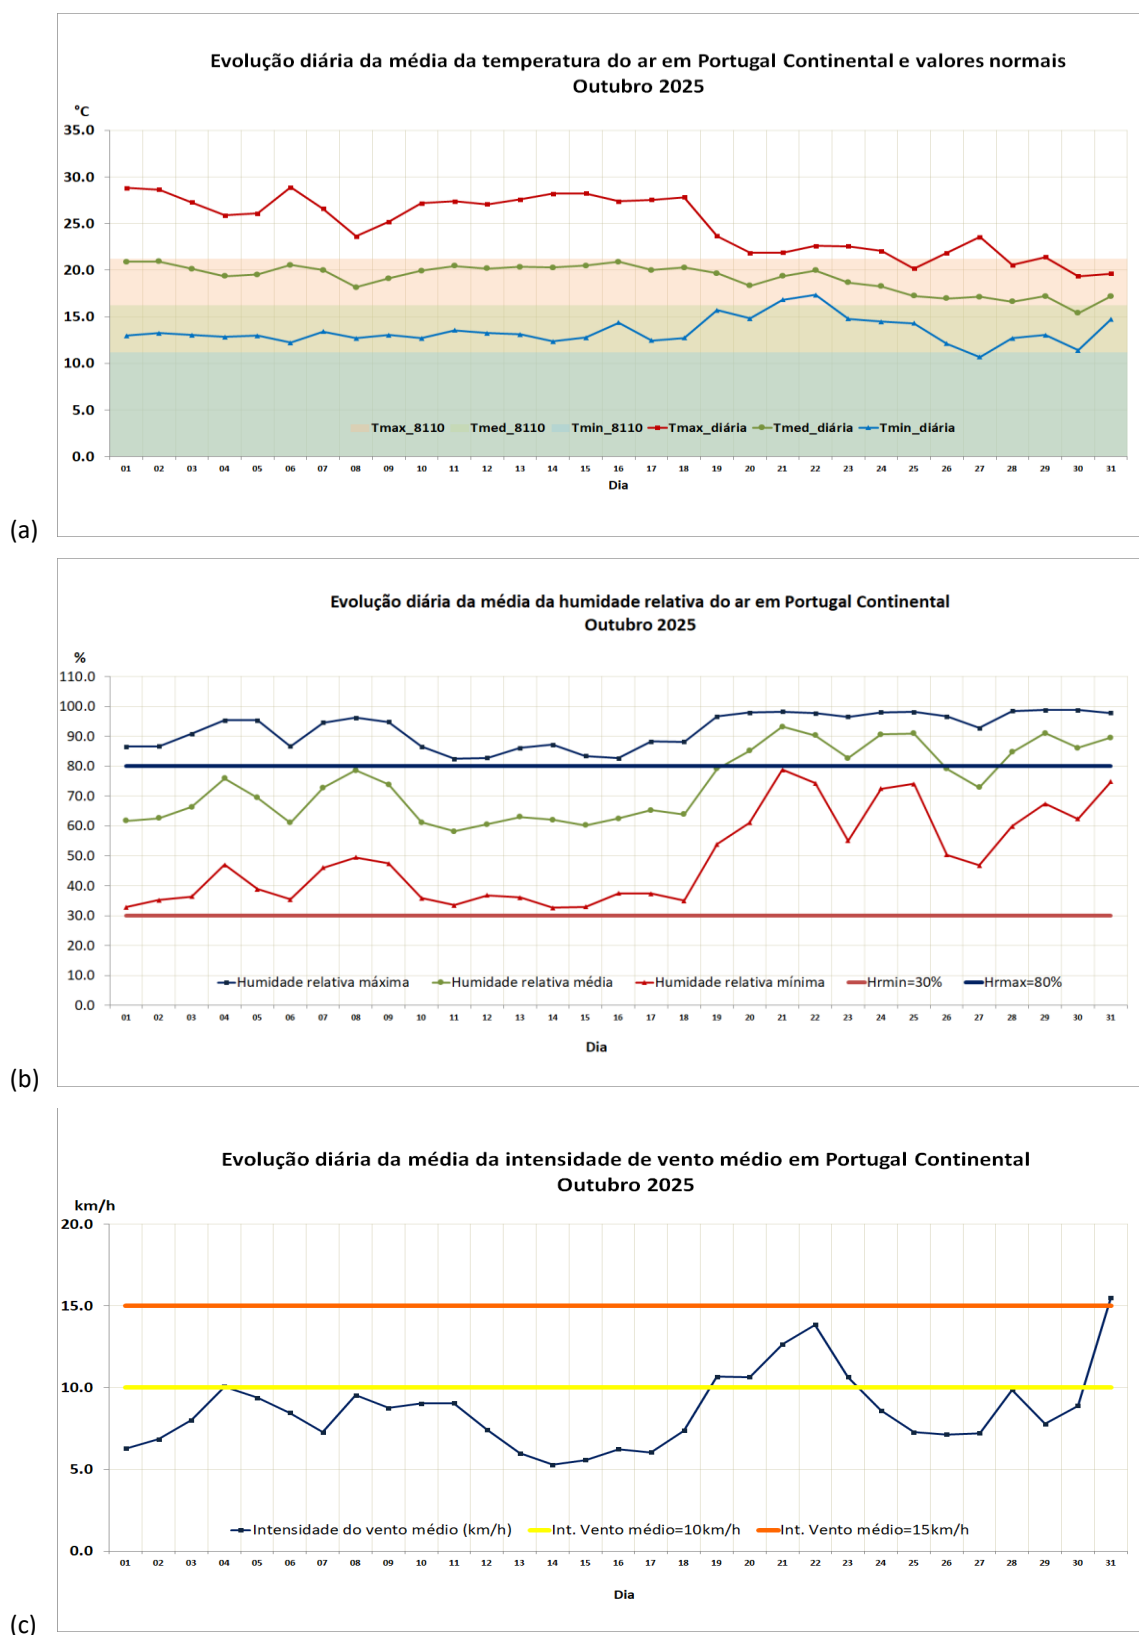 Evolução diária da média da temperatura do ar em Portugal Continental e valores normais
Outubro 2025
°C
35.0
30.0
25.0
20.0
15.0
10.0
5.0
0.0
Tmax_8110 Tmed_8110 Tmin_8110 Tmax_diária Tmed_diária Tmin_diária
01 02 03 04 05 06 07 08 09 10 11 12 13 14 15 16 17 18 19 20 21 22 23 24 25 26 27 28 29 30 31
Dia
(a)
Evolução diária da média da humidade relativa do ar em Portugal Continental
Outubro 2025
%
110.0
100.0
90.0
80.0
70.0
60.0
50.0
40.0
30.0
20.0
10.0
0.0
Humidade relativa máxima Humidade relativa média Humidade relativa mínima Hrmin=30% Hrmax=80%
01 02 03 04 05 06 07 08 09 10 11 12 13 14 15 16 17 18 19 20 21 22 23 24 25 26 27 28 29 30 31
Dia
(b)
Evolução diária da média da intensidade de vento médio em Portugal Continental
Outubro 2025
km/h
20.0
15.0
10.0
5.0
0.0
Intensidade do vento médio (km/h) Int. Vento médio=10km/h Int. Vento médio=15km/h
01 02 03 04 05 06 07 08 09 10 11 12 13 14 15 16 17 18 19 20 21 22 23 24 25 26 27 28 29 30 31
Dia
(c)